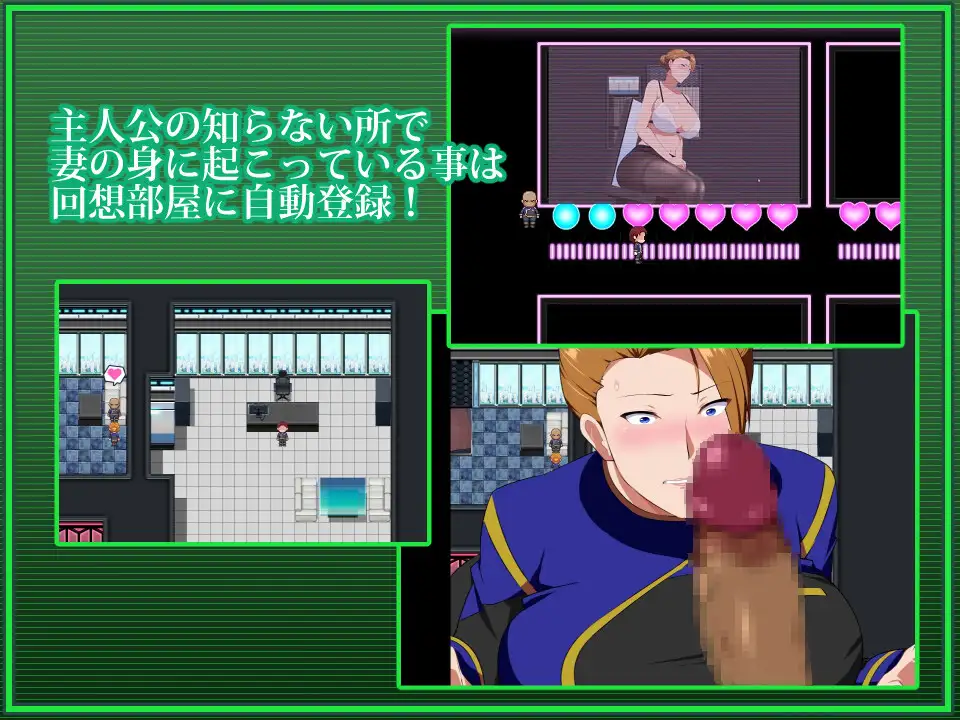 主人公の知らない所で
妻の身に起こっている事は
回想部屋に自動登録！